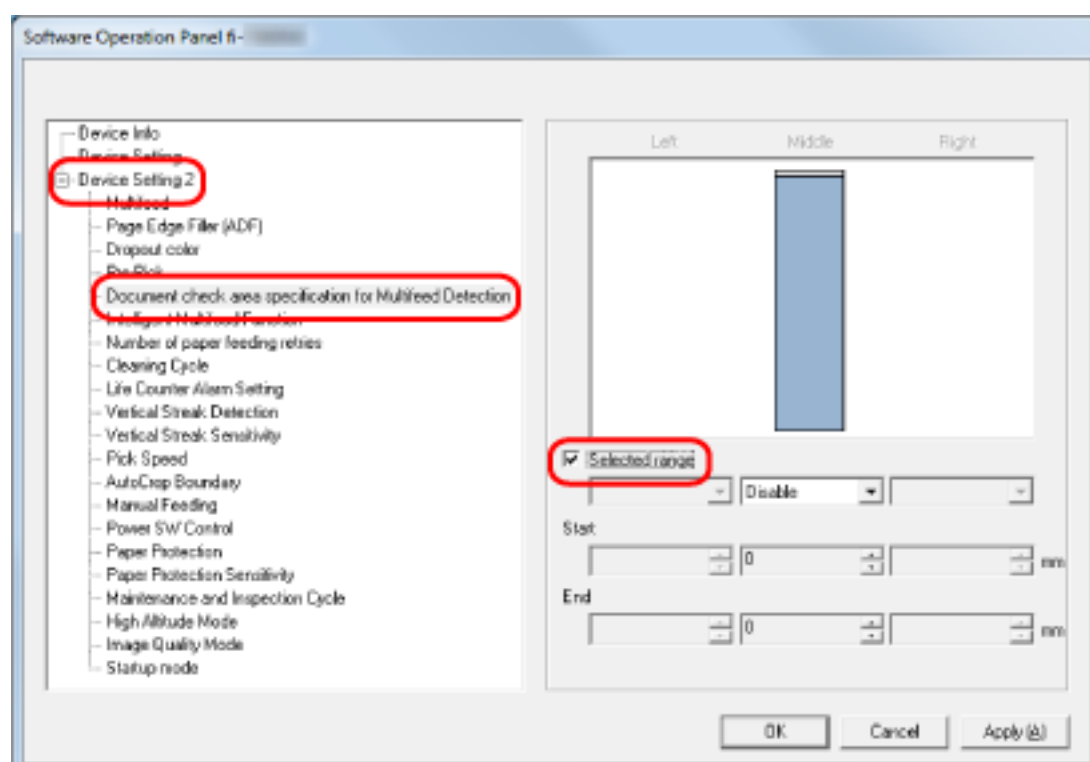 Software Operation Panel fi-
Device Info
Device Setting
Device Setting 2
Multifeed
Page Edge Filler (ADF)
Dropout color
Pre-Pick
Document check area specification for Multifeed Detection
Intelligent Multifeed Function
Number of paper feeding retries
Cleaning Cycle
Life Counter Alarm Setting
Vertical Streak Detection
Vertical Streak Sensitivity
Pick Speed
AutoCrop Boundary
Manual Feeding
Power SW Control
Paper Protection
Paper Protection Sensitivity
Maintenance and Inspection Cycle
High Altitude Mode
Image Quality Mode
Startup mode
Left Middle Right
Selected range
Disable
Start
0 mm
End
0 mm
OK Cancel Apply (A)